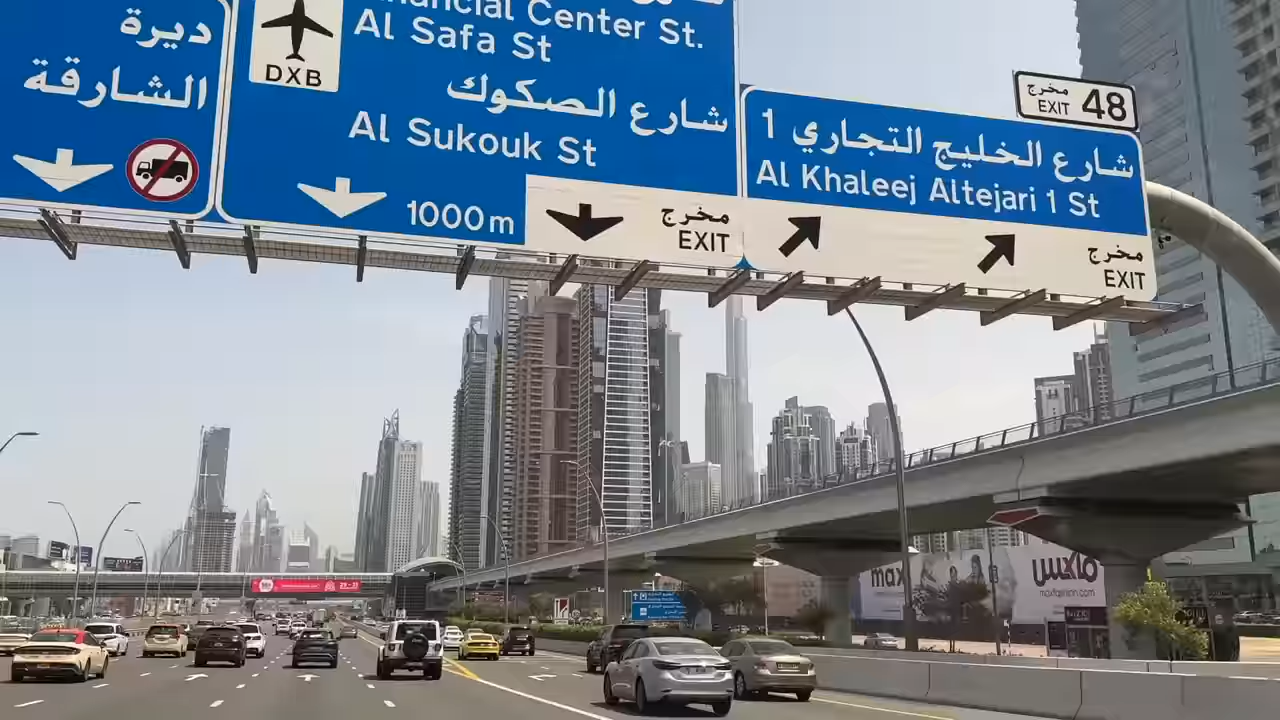 ديرة
الشارقة
DXB
Financial Center St.
Al Safa St
شارع الصكوك
Al Sukouk St
1000m
مخرج
EXIT
مخرج
EXIT 48
شارع الخليج التجاري 1
Al Khaleej Altejari 1 St
مخرج
EXIT
max
ماكس
maxfashion.com